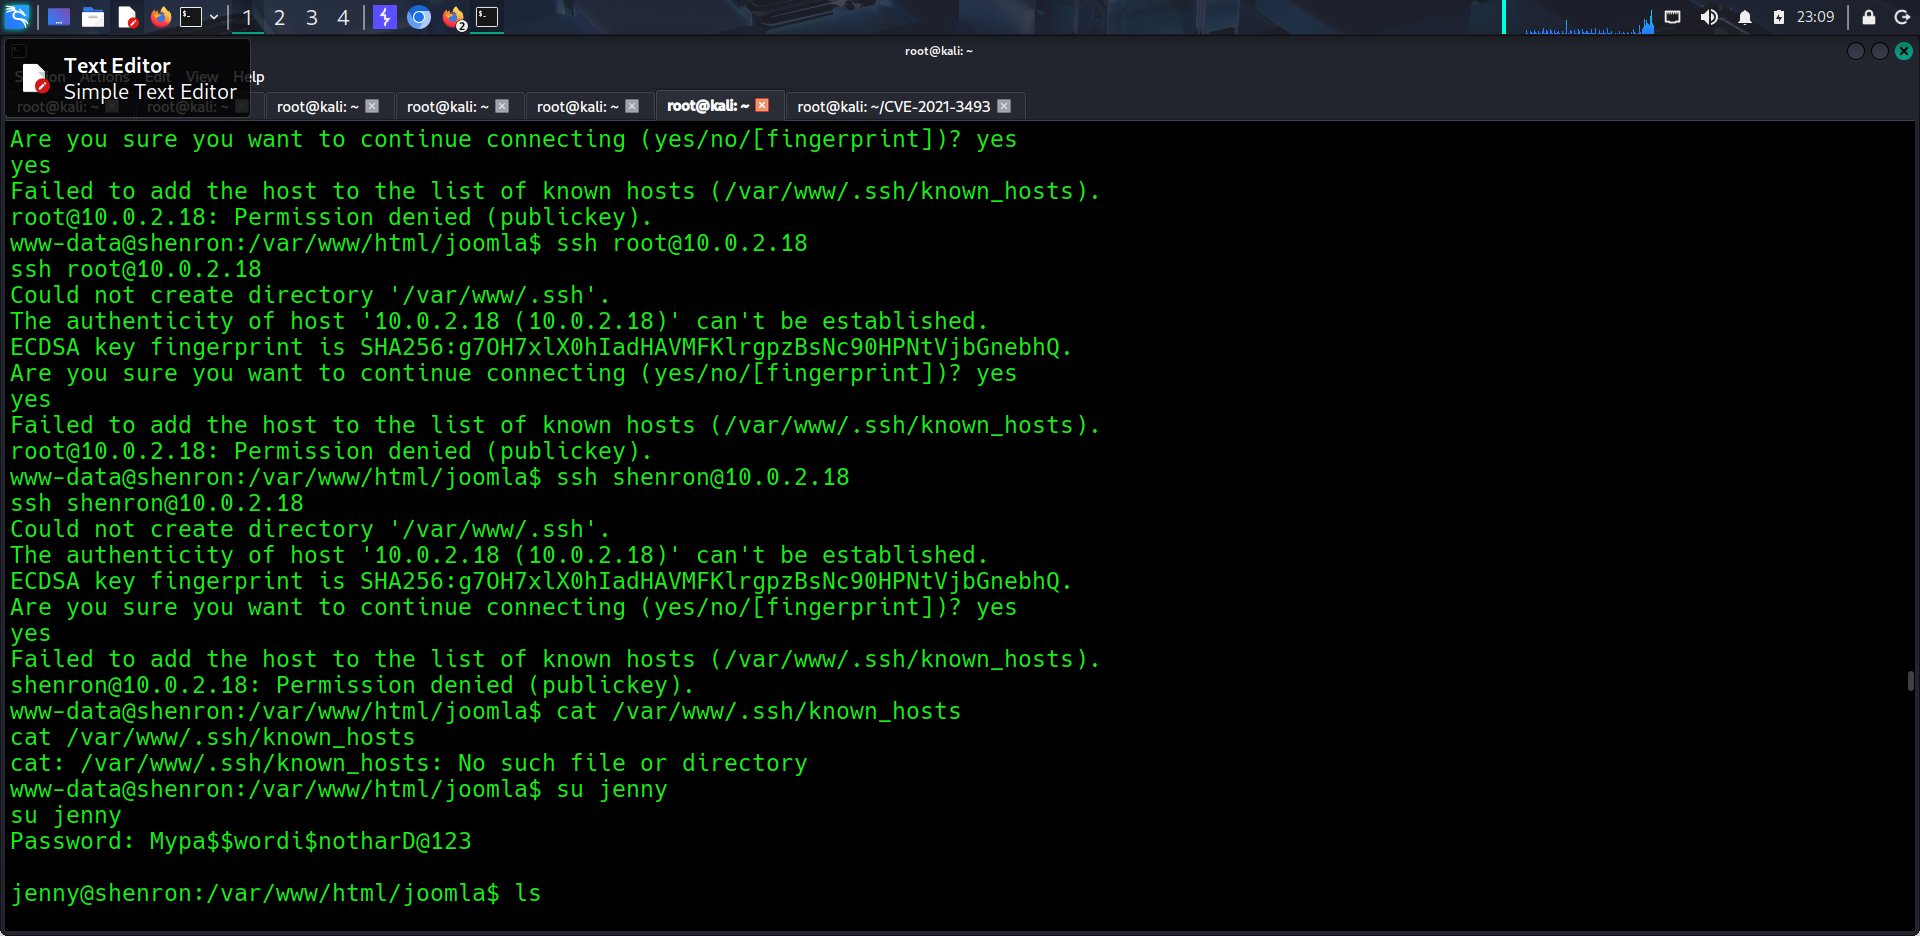 1 2 3 4
2
23:09
root@kali: ~
Text Editor
Simple Text Editor
Session Actions Edit View Help
root@kali: ~ root@kali: ~ root@kali: ~ root@kali: ~ root@kali: ~ root@kali: ~ root@kali: ~/CVE-2021-3493
Are you sure you want to continue connecting (yes/no/[fingerprint])? yes
yes
Failed to add the host to the list of known hosts (/var/www/.ssh/known_hosts).
root@10.0.2.18: Permission denied (publickey).
www-data@shenron:/var/www/html/joomla$ ssh root@10.0.2.18
ssh root@10.0.2.18
Could not create directory '/var/www/.ssh'.
The authenticity of host '10.0.2.18 (10.0.2.18)' can't be established.
ECDSA key fingerprint is SHA256:g7OH7xlX0hIadHAVMFKlrgpzBsNc90HPNtVjbGnebhQ.
Are you sure you want to continue connecting (yes/no/[fingerprint])? yes
yes
Failed to add the host to the list of known hosts (/var/www/.ssh/known_hosts).
root@10.0.2.18: Permission denied (publickey).
www-data@shenron:/var/www/html/joomla$ ssh shenron@10.0.2.18
ssh shenron@10.0.2.18
Could not create directory '/var/www/.ssh'.
The authenticity of host '10.0.2.18 (10.0.2.18)' can't be established.
ECDSA key fingerprint is SHA256:g7OH7xlX0hIadHAVMFKlrgpzBsNc90HPNtVjbGnebhQ.
Are you sure you want to continue connecting (yes/no/[fingerprint])? yes
yes
Failed to add the host to the list of known hosts (/var/www/.ssh/known_hosts).
shenron@10.0.2.18: Permission denied (publickey).
www-data@shenron:/var/www/html/joomla$ cat /var/www/.ssh/known_hosts
cat /var/www/.ssh/known_hosts
cat: /var/www/.ssh/known_hosts: No such file or directory
www-data@shenron:/var/www/html/joomla$ su jenny
su jenny
Password: Mypa$$wordi$notharD@123
jenny@shenron:/var/www/html/joomla$ ls